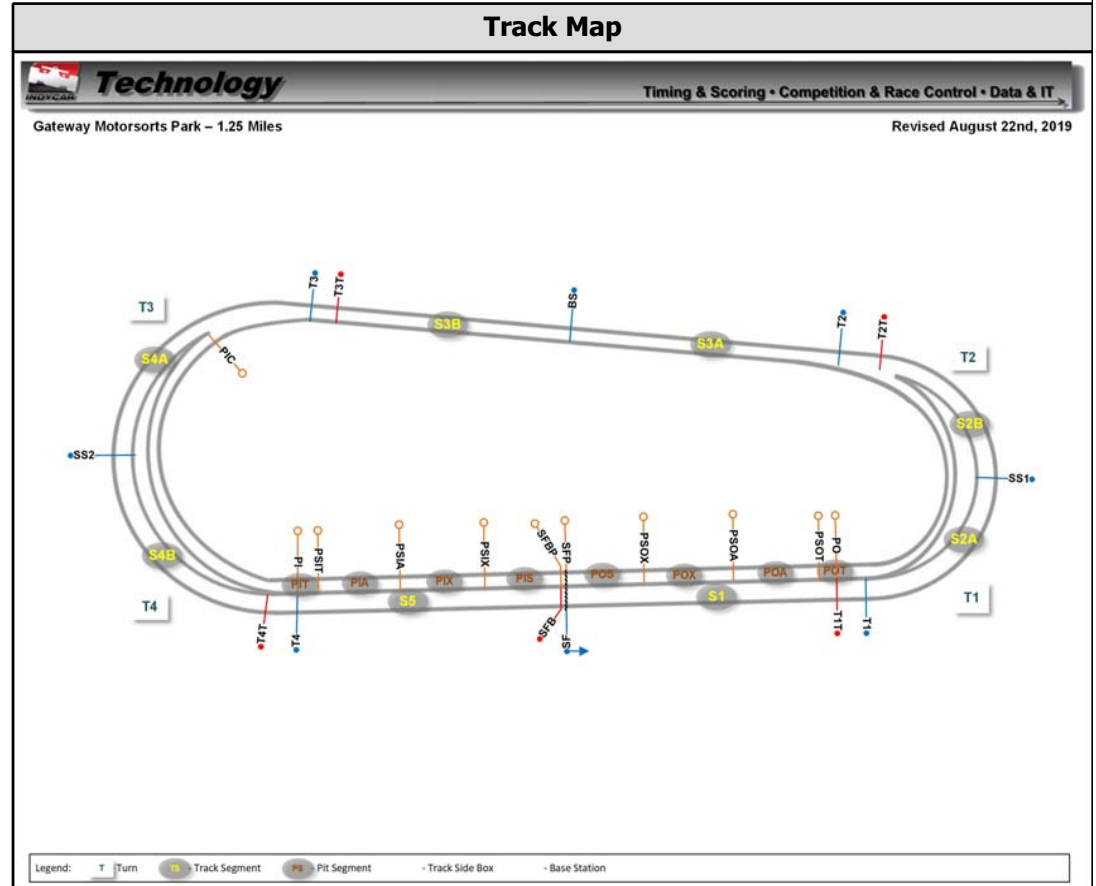 Track Map
INDYCAR
Technology
Timing & Scoring • Competition & Race Control • Data & IT
Gateway Motorsorts Park – 1.25 Miles
Revised August 22nd, 2019
T3
T3T
BS
T2
T2T
T3
S3B
S3A
T2
S4A
PIC
S2B
SS2
SS1
PI
PSIT
PSIA
PSIX
SFBP
SFP
PSOX
PSOA
PSOT
PO
S4B
S2A
PIT
PIA
PIX
PIS
POS
POX
POA
POT
T4
S5
S1
T1
T4T
T4
SFB
SF
T1T
T1
Legend:
T Turn
TS - Track Segment
PS - Pit Segment
- Track Side Box
- Base Station